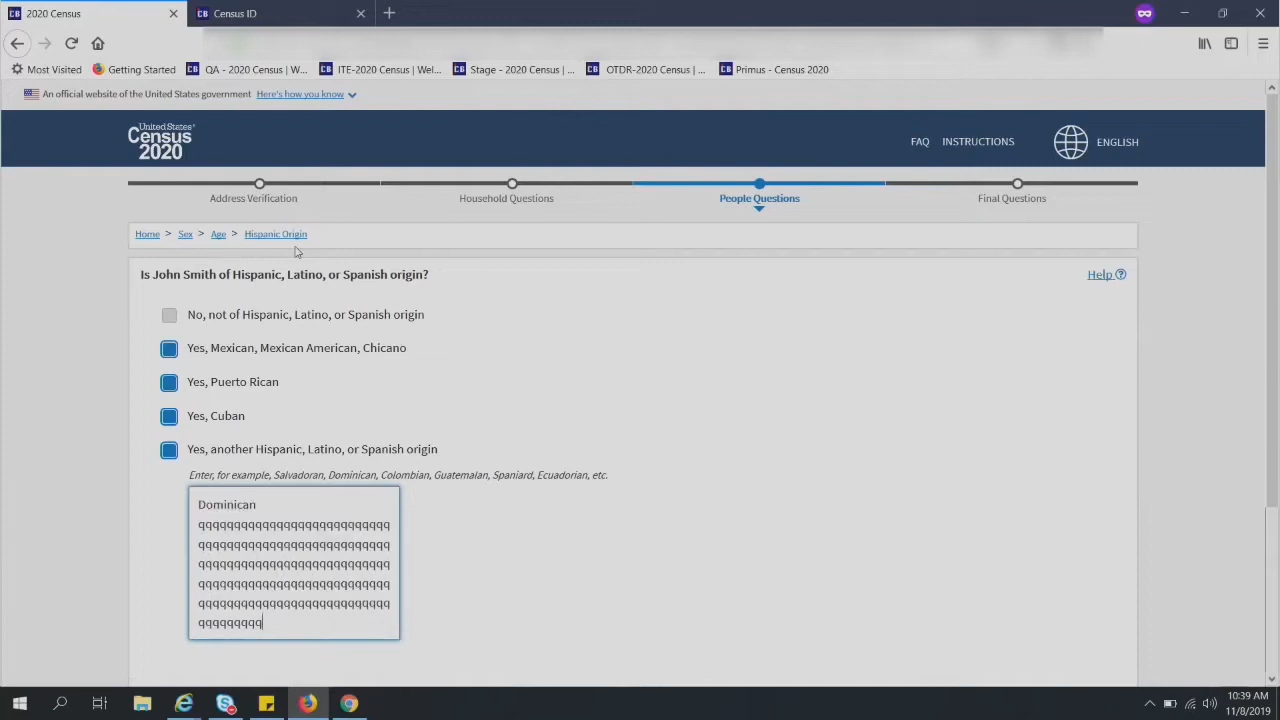 2020 Census
Census ID
Most Visited
Getting Started
QA - 2020 Census | W...
ITE-2020 Census | Wel...
Stage - 2020 Census | ...
OTDR-2020 Census | ...
Primus - Census 2020
An official website of the United States government Here's how you know
United States®
Census
2020
FAQ INSTRUCTIONS ENGLISH
Address Verification
Household Questions
People Questions
Final Questions
Home > Sex > Age > Hispanic Origin
Is John Smith of Hispanic, Latino, or Spanish origin?
Help
No, not of Hispanic, Latino, or Spanish origin
Yes, Mexican, Mexican American, Chicano
Yes, Puerto Rican
Yes, Cuban
Yes, another Hispanic, Latino, or Spanish origin
Enter, for example, Salvadoran, Dominican, Colombian, Guatemalan, Spaniard, Ecuadorian, etc.
Dominican
qqqqqqqqqqqqqqqqqqqqqqqqqqq
qqqqqqqqqqqqqqqqqqqqqqqqqqq
qqqqqqqqqqqqqqqqqqqqqqqqqqq
qqqqqqqqqqqqqqqqqqqqqqqqqqq
qqqqqqqqqqqqqqqqqqqqqqqqqqq
qqqqqqqqq
10:39 AM
11/8/2019